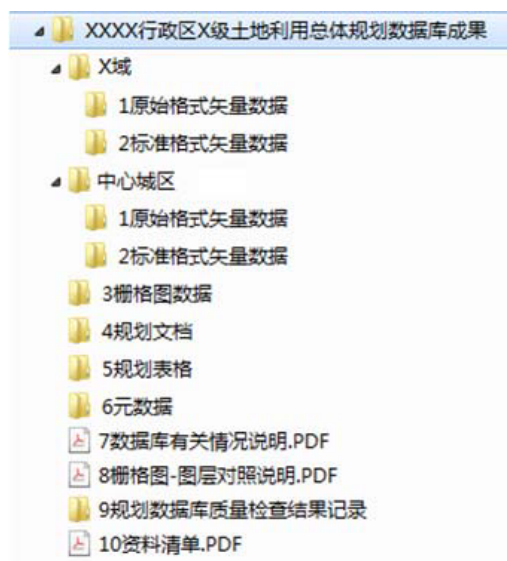 XXXX行政区X级土地利用总体规划数据库成果
X域
1原始格式矢量数据
2标准格式矢量数据
中心城区
1原始格式矢量数据
2标准格式矢量数据
3栅格图数据
4规划文档
5规划表格
6元数据
7数据库有关情况说明.PDF
8栅格图-图层对照说明.PDF
9规划数据库质量检查结果记录
10资料清单.PDF